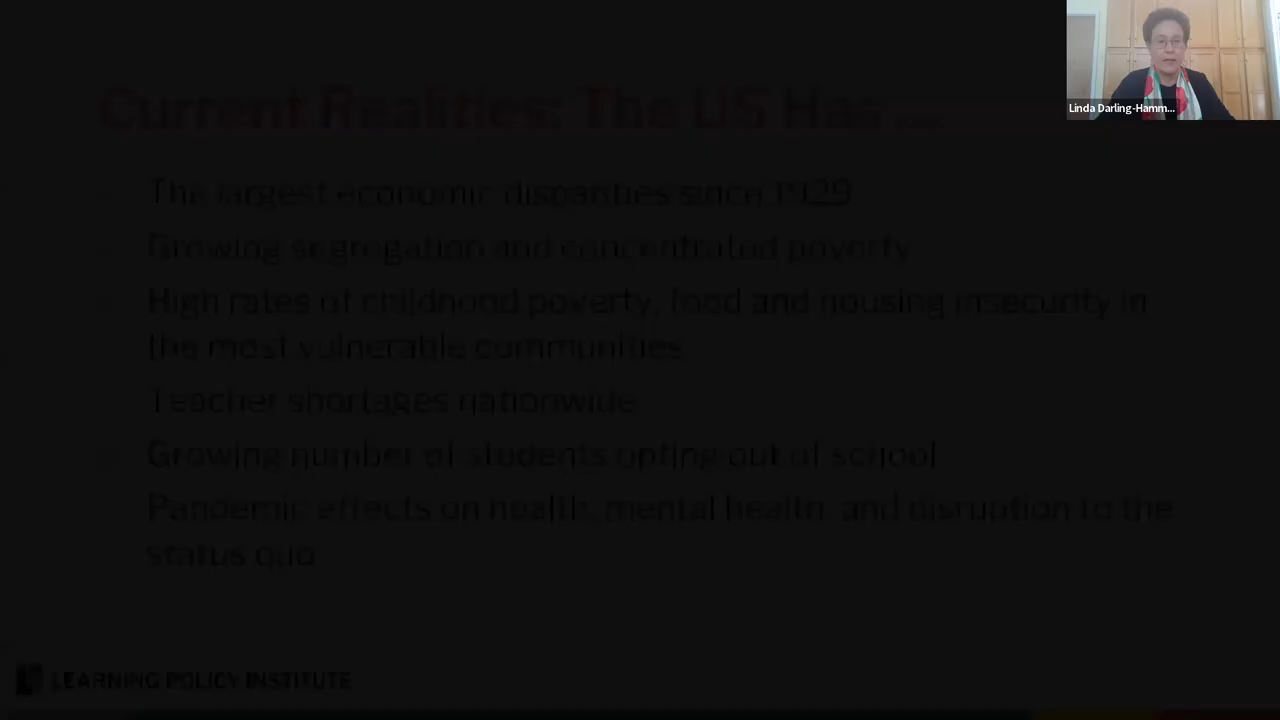 Linda Darling-Hamm...
Current Realities: The US Has ...
The largest economic disparities since 1929
Growing segregation and concentrated poverty
High rates of childhood poverty, food and housing insecurity in
the most vulnerable communities
Teacher shortages nationwide
Growing number of students opting out of school
Pandemic effects on health, mental health, and disruption to the
status quo
LEARNING POLICY INSTITUTE